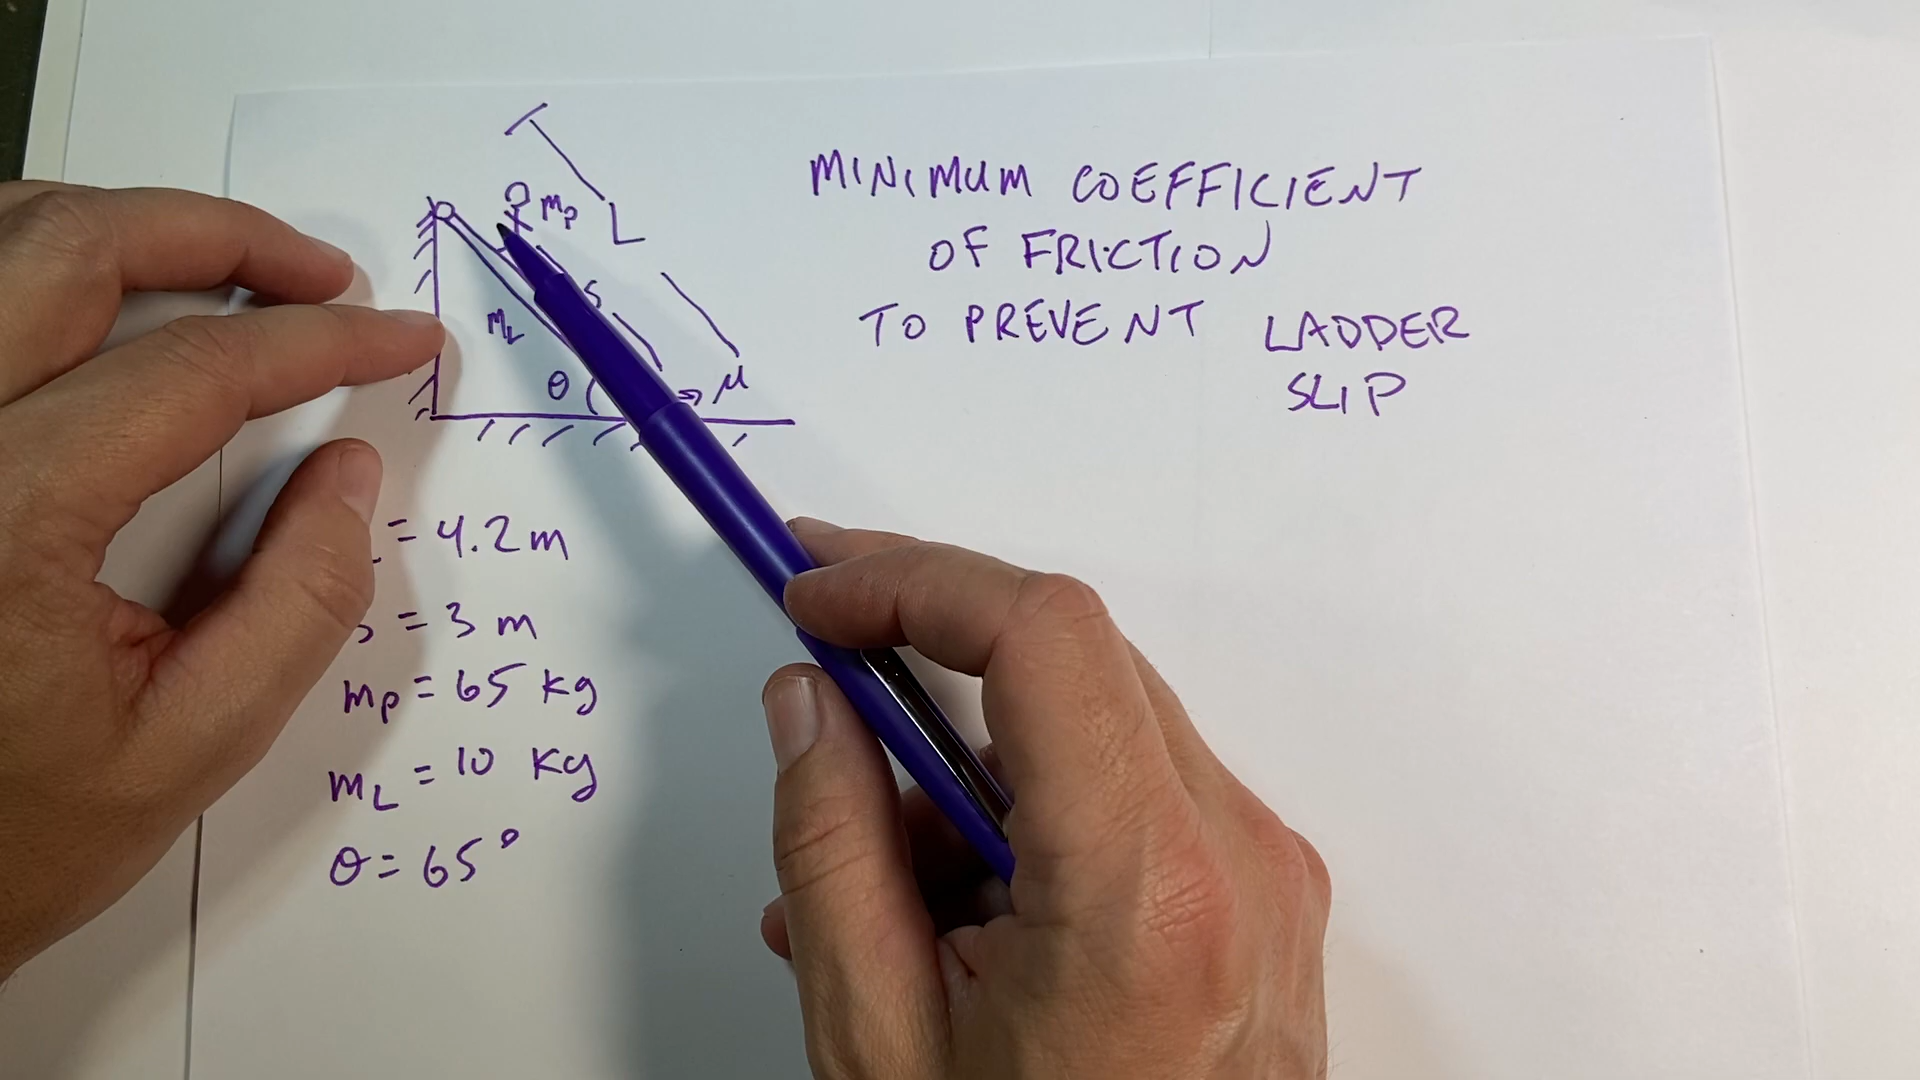 mp
L
s
mL
θ
μ
MINIMUM COEFFICIENT
OF FRICTION
TO PREVENT LADDER
SLIP
= 4.2 m
= 3 m
mp = 65 kg
mL = 10 kg
θ = 65°